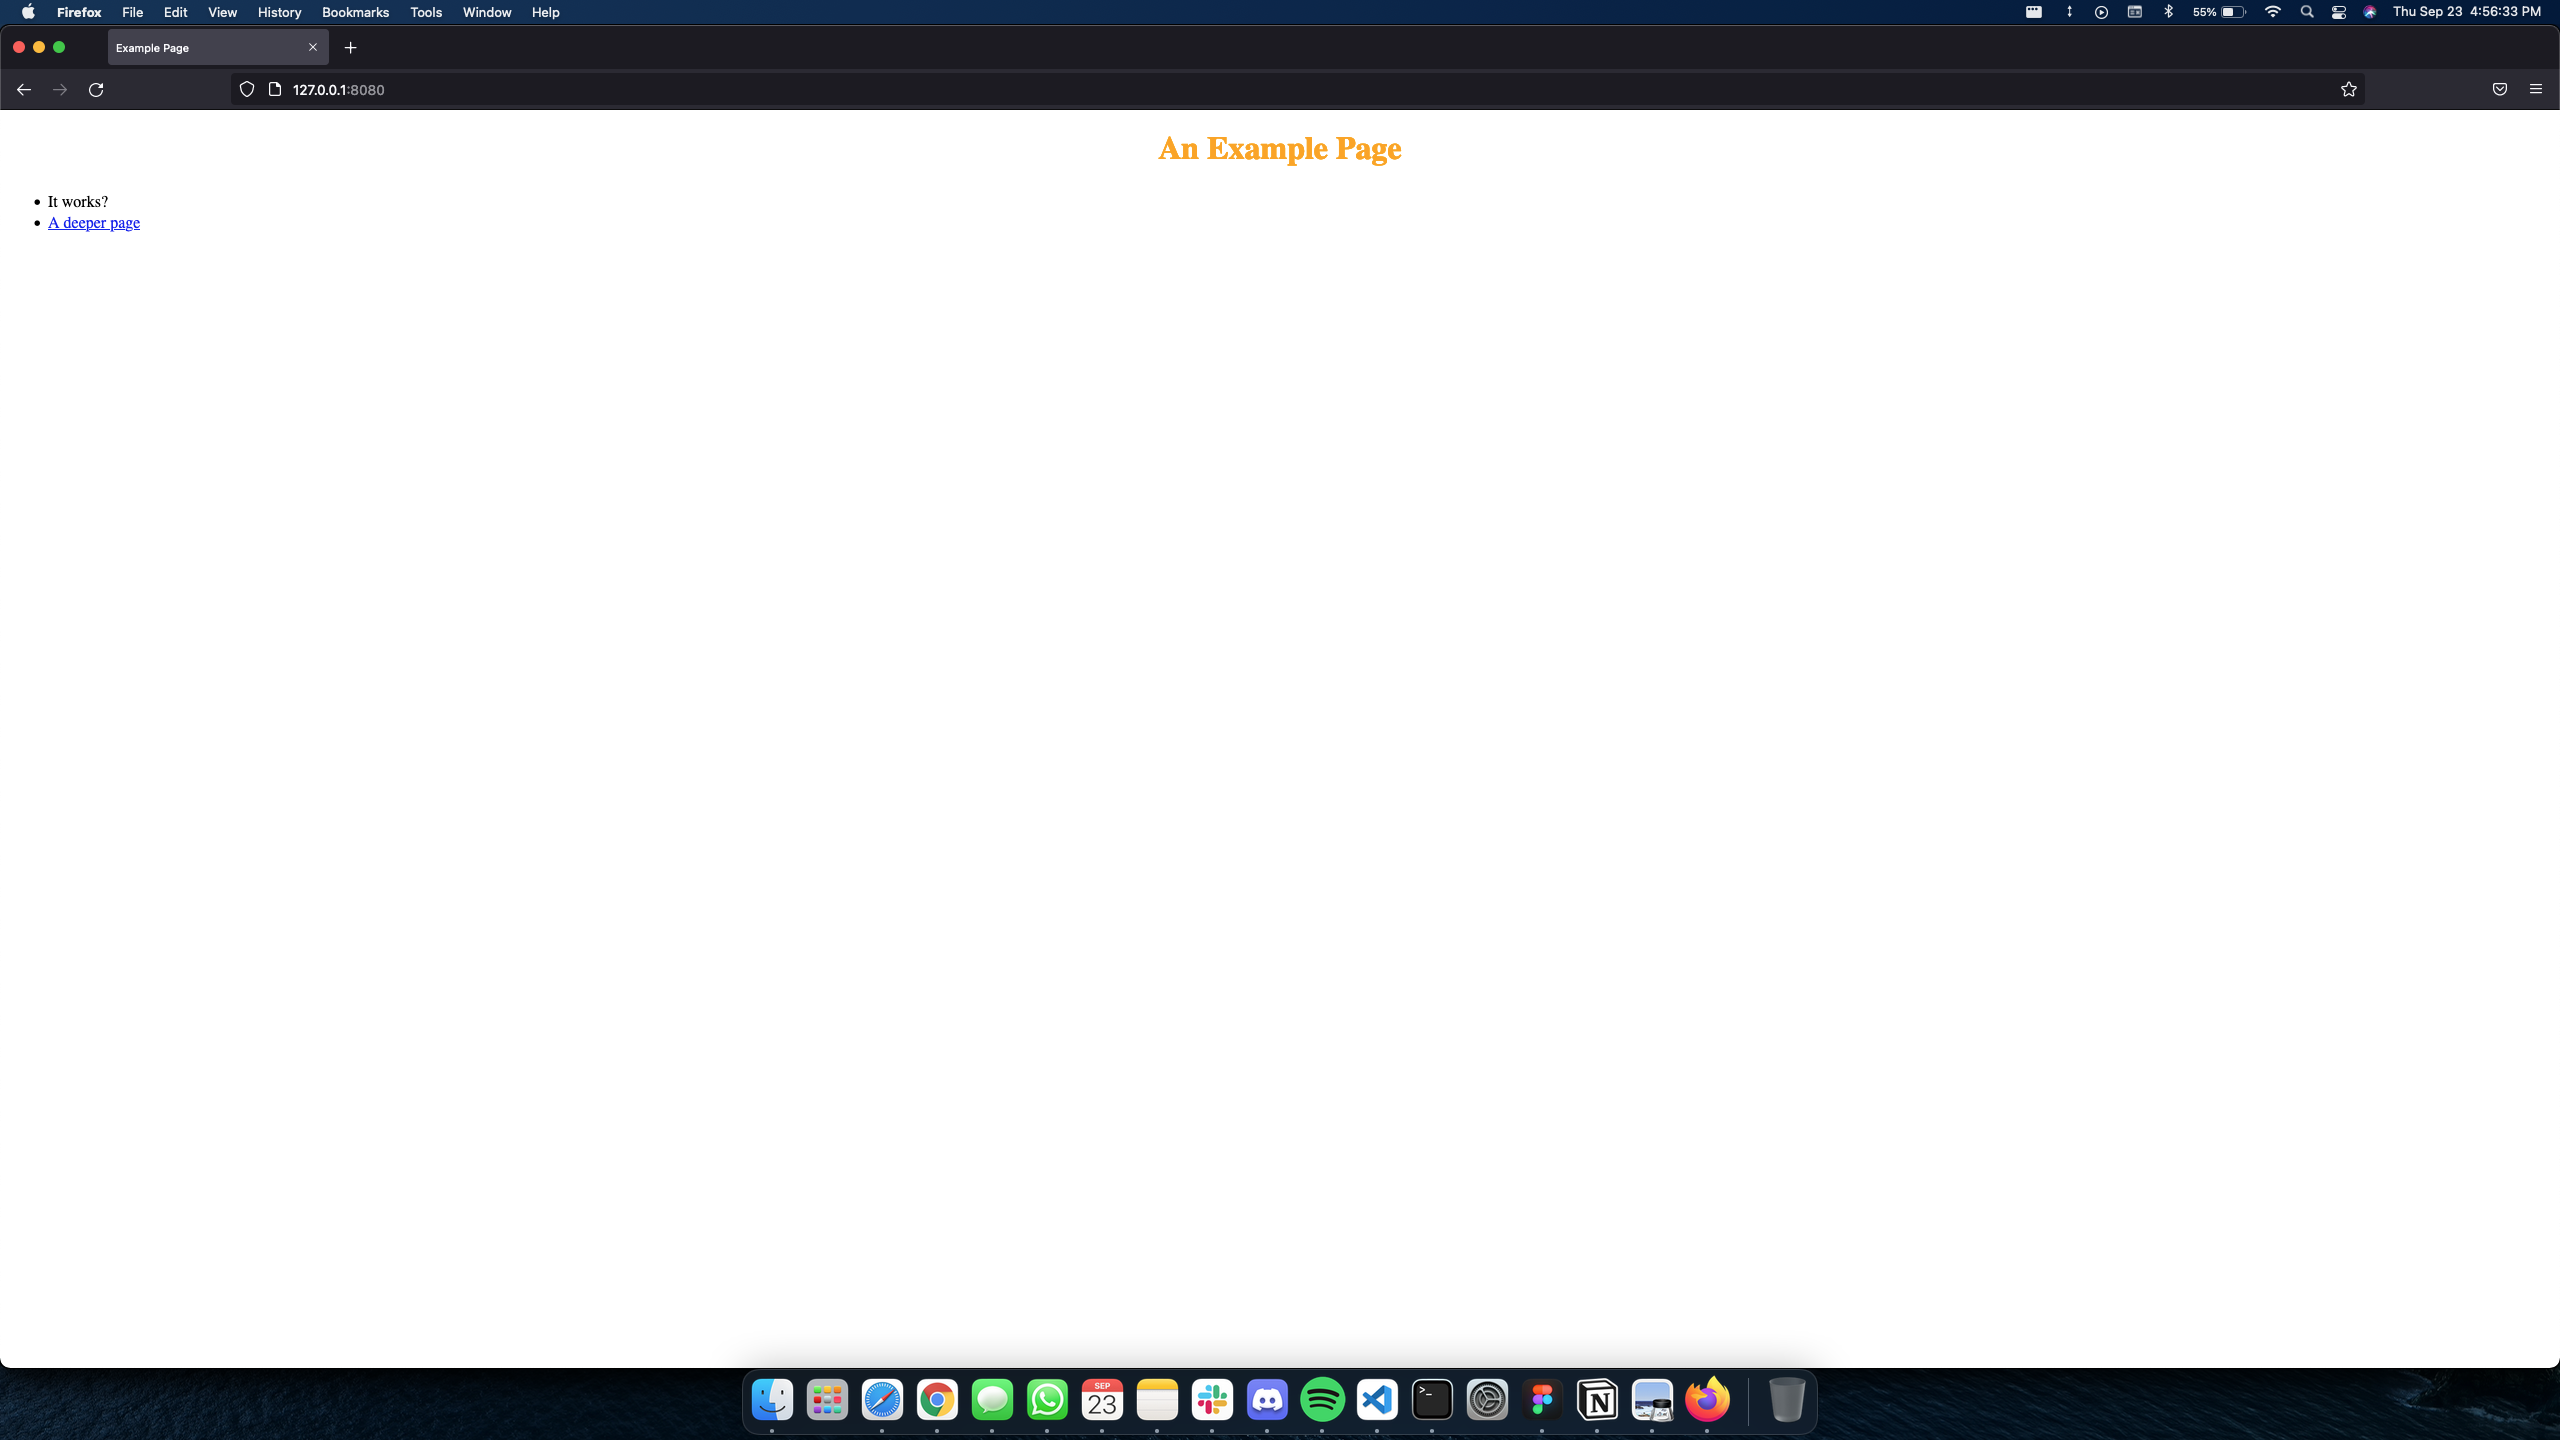 Firefox File Edit View History Bookmarks Tools Window Help 55% Thu Sep 23 4:56:33 PM
Example Page
127.0.0.1:8080
An Example Page
• It works?
• A deeper page
SEP
23
>_
N